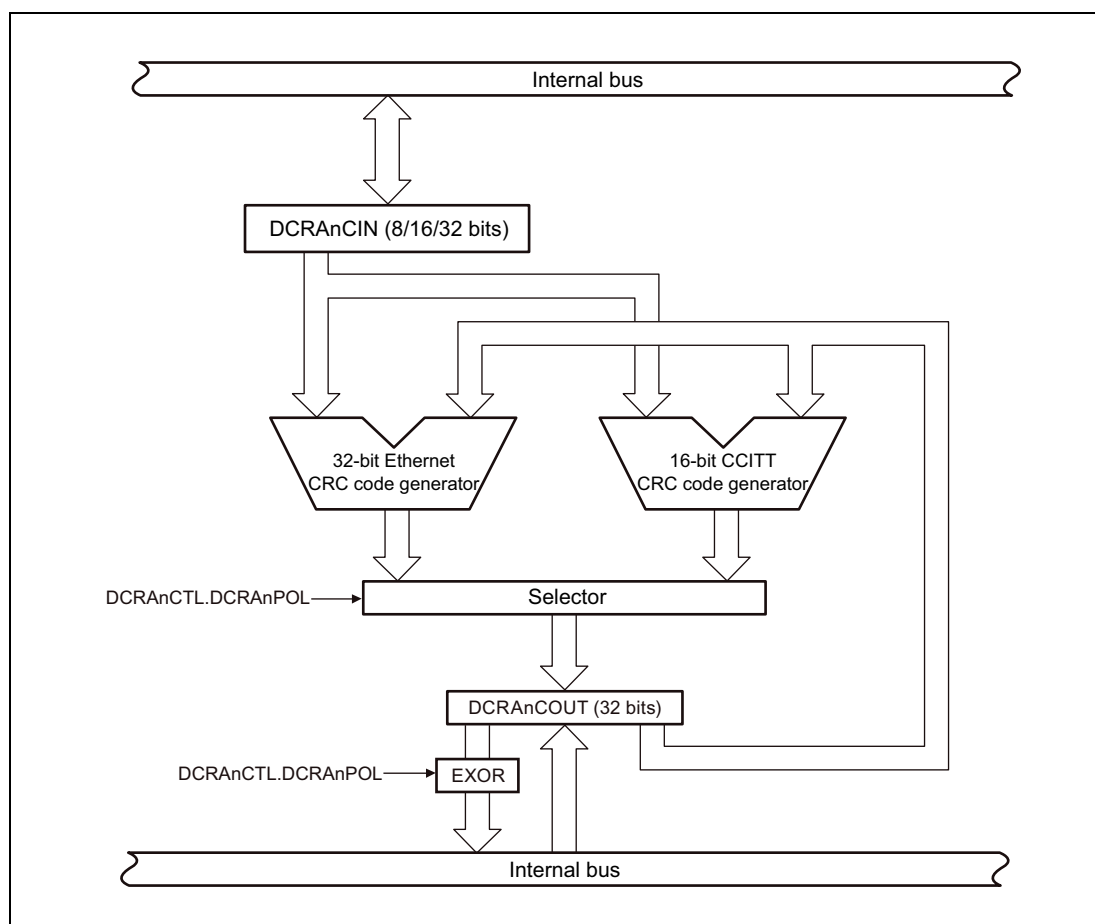 Internal bus
DCRAnCIN (8/16/32 bits)
32-bit Ethernet
CRC code generator
16-bit CCITT
CRC code generator
DCRAnCTL.DCRAnPOL
Selector
DCRAnCOUT (32 bits)
DCRAnCTL.DCRAnPOL
EXOR
Internal bus